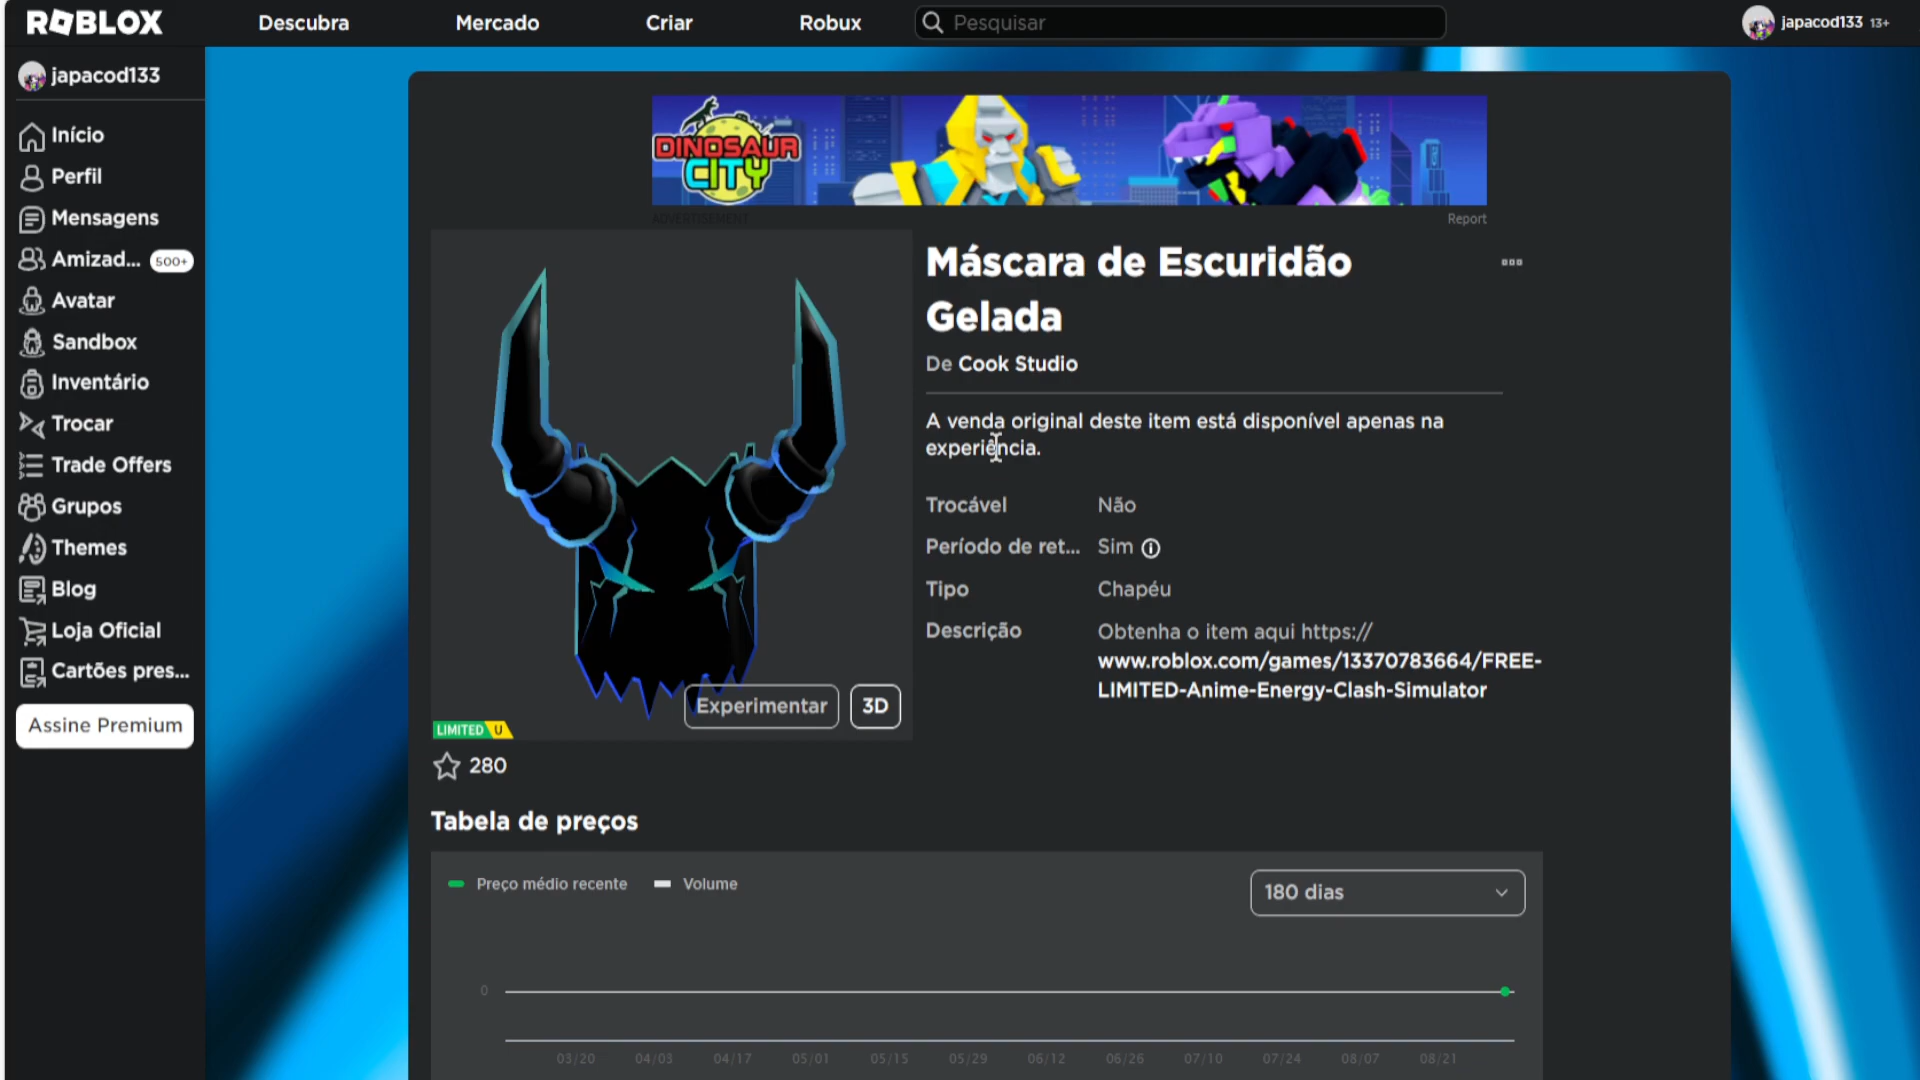 ROBLOX
Descubra
Mercado
Criar
Robux
Pesquisar
japacod133 13+
japacod133
Início
Perfil
Mensagens
Amizad... 500+
Avatar
Sandbox
Inventário
Trocar
Trade Offers
Grupos
Themes
Blog
Loja Oficial
Cartões pres...
Assine Premium
DINOSAUR
CITY
ADVERTISEMENT
Report
Máscara de Escuridão
Gelada
De Cook Studio
A venda original deste item está disponível apenas na
experiência.
Trocável Não
Período de ret... Sim
Tipo Chapéu
Descrição Obtenha o item aqui https://
www.roblox.com/games/13370783664/FREE-
LIMITED-Anime-Energy-Clash-Simulator
Experimentar
3D
LIMITED U
280
Tabela de preços
Preço médio recente
Volume
180 dias
0
03/20 04/03 04/17 05/01 05/15 05/29 06/12 06/26 07/10 07/24 08/07 08/21